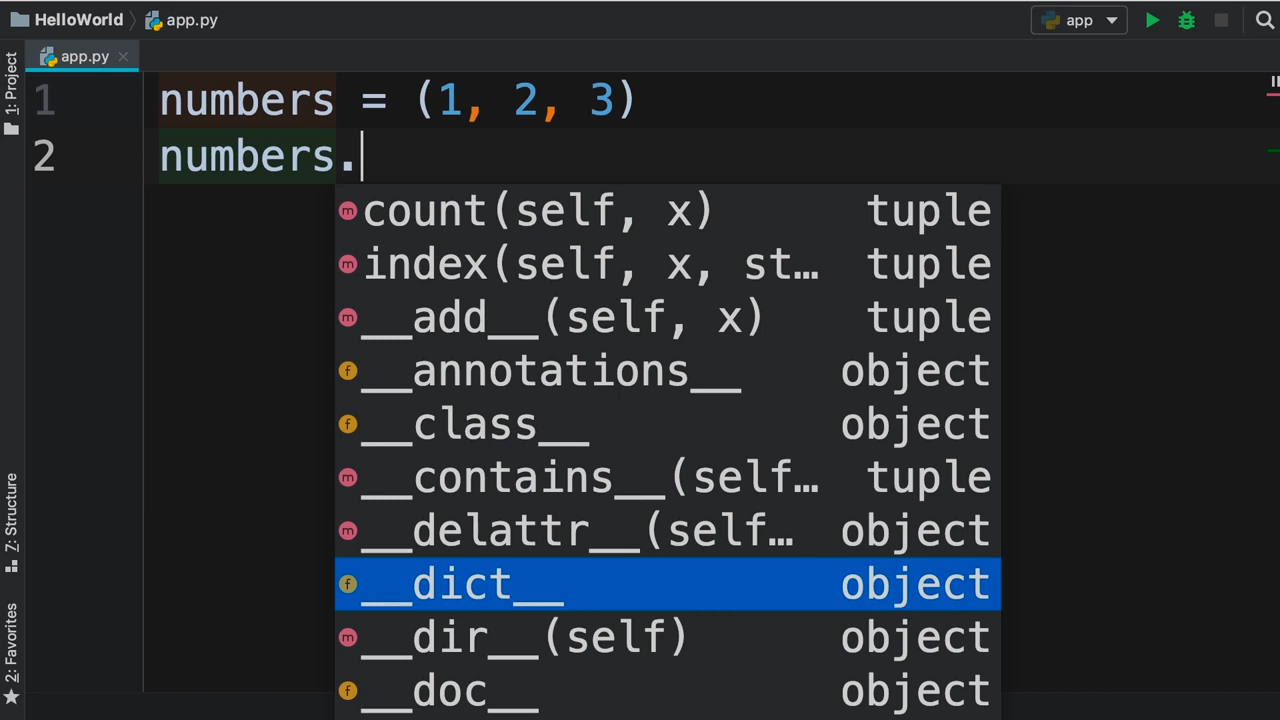 HelloWorld app.py app
app.py
1: Project
1 numbers = (1, 2, 3)
2 numbers.
count(self, x) tuple
index(self, x, st… tuple
__add__(self, x) tuple
__annotations__ object
__class__ object
__contains__(self… tuple
__delattr__(self… object
__dict__ object
__dir__(self) object
__doc__ object
7: Structure
2: Favorites